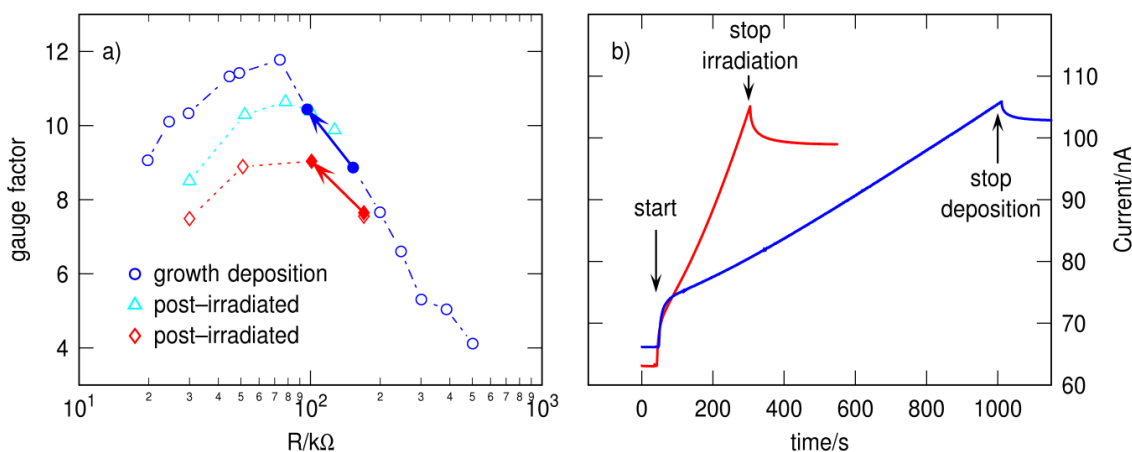 a)
12
10
8
6
4
gauge factor
growth deposition
post–irradiated
post–irradiated
10¹ 2 3 4 5 6 7 8 9 10² 2 3 4 5 6 7 8 9 10³
R/kΩ
b)
stop
irradiation
start
stop
deposition
110
100
90
80
70
60
Current/nA
0 200 400 600 800 1000
time/s